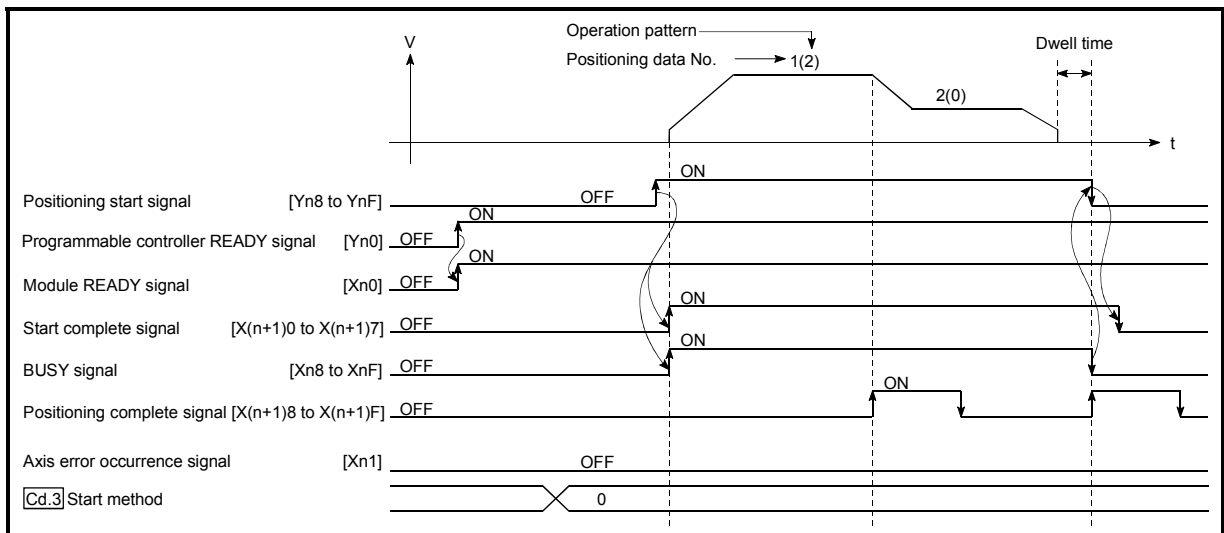 V
Operation pattern
Positioning data No. 1(2)
Dwell time
2(0)
t
ON
Positioning start signal [Yn8 to YnF] OFF
ON
Programmable controller READY signal [Yn0] OFF
ON
Module READY signal [Xn0] OFF
ON
Start complete signal [X(n+1)0 to X(n+1)7] OFF
ON
BUSY signal [Xn8 to XnF] OFF
ON
Positioning complete signal [X(n+1)8 to X(n+1)F] OFF
Axis error occurrence signal [Xn1] OFF
Cd.3 Start method 0